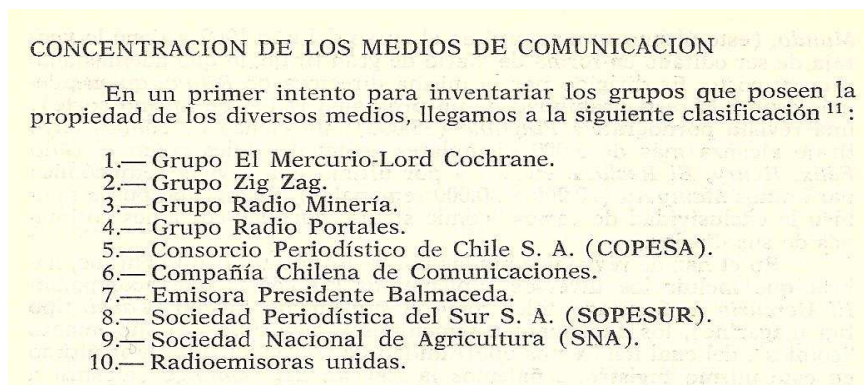 CONCENTRACION DE LOS MEDIOS DE COMUNICACION
En un primer intento para inventariar los grupos que poseen la
propiedad de los diversos medios, llegamos a la siguiente clasificación 11 :
1.— Grupo El Mercurio-Lord Cochrane.
2.— Grupo Zig Zag.
3.— Grupo Radio Minería.
4.— Grupo Radio Portales.
5.— Consorcio Periodístico de Chile S. A. (COPESA).
6.— Compañía Chilena de Comunicaciones.
7.— Emisora Presidente Balmaceda.
8.— Sociedad Periodística del Sur S. A. (SOPESUR).
9.— Sociedad Nacional de Agricultura (SNA).
10.— Radioemisoras unidas.